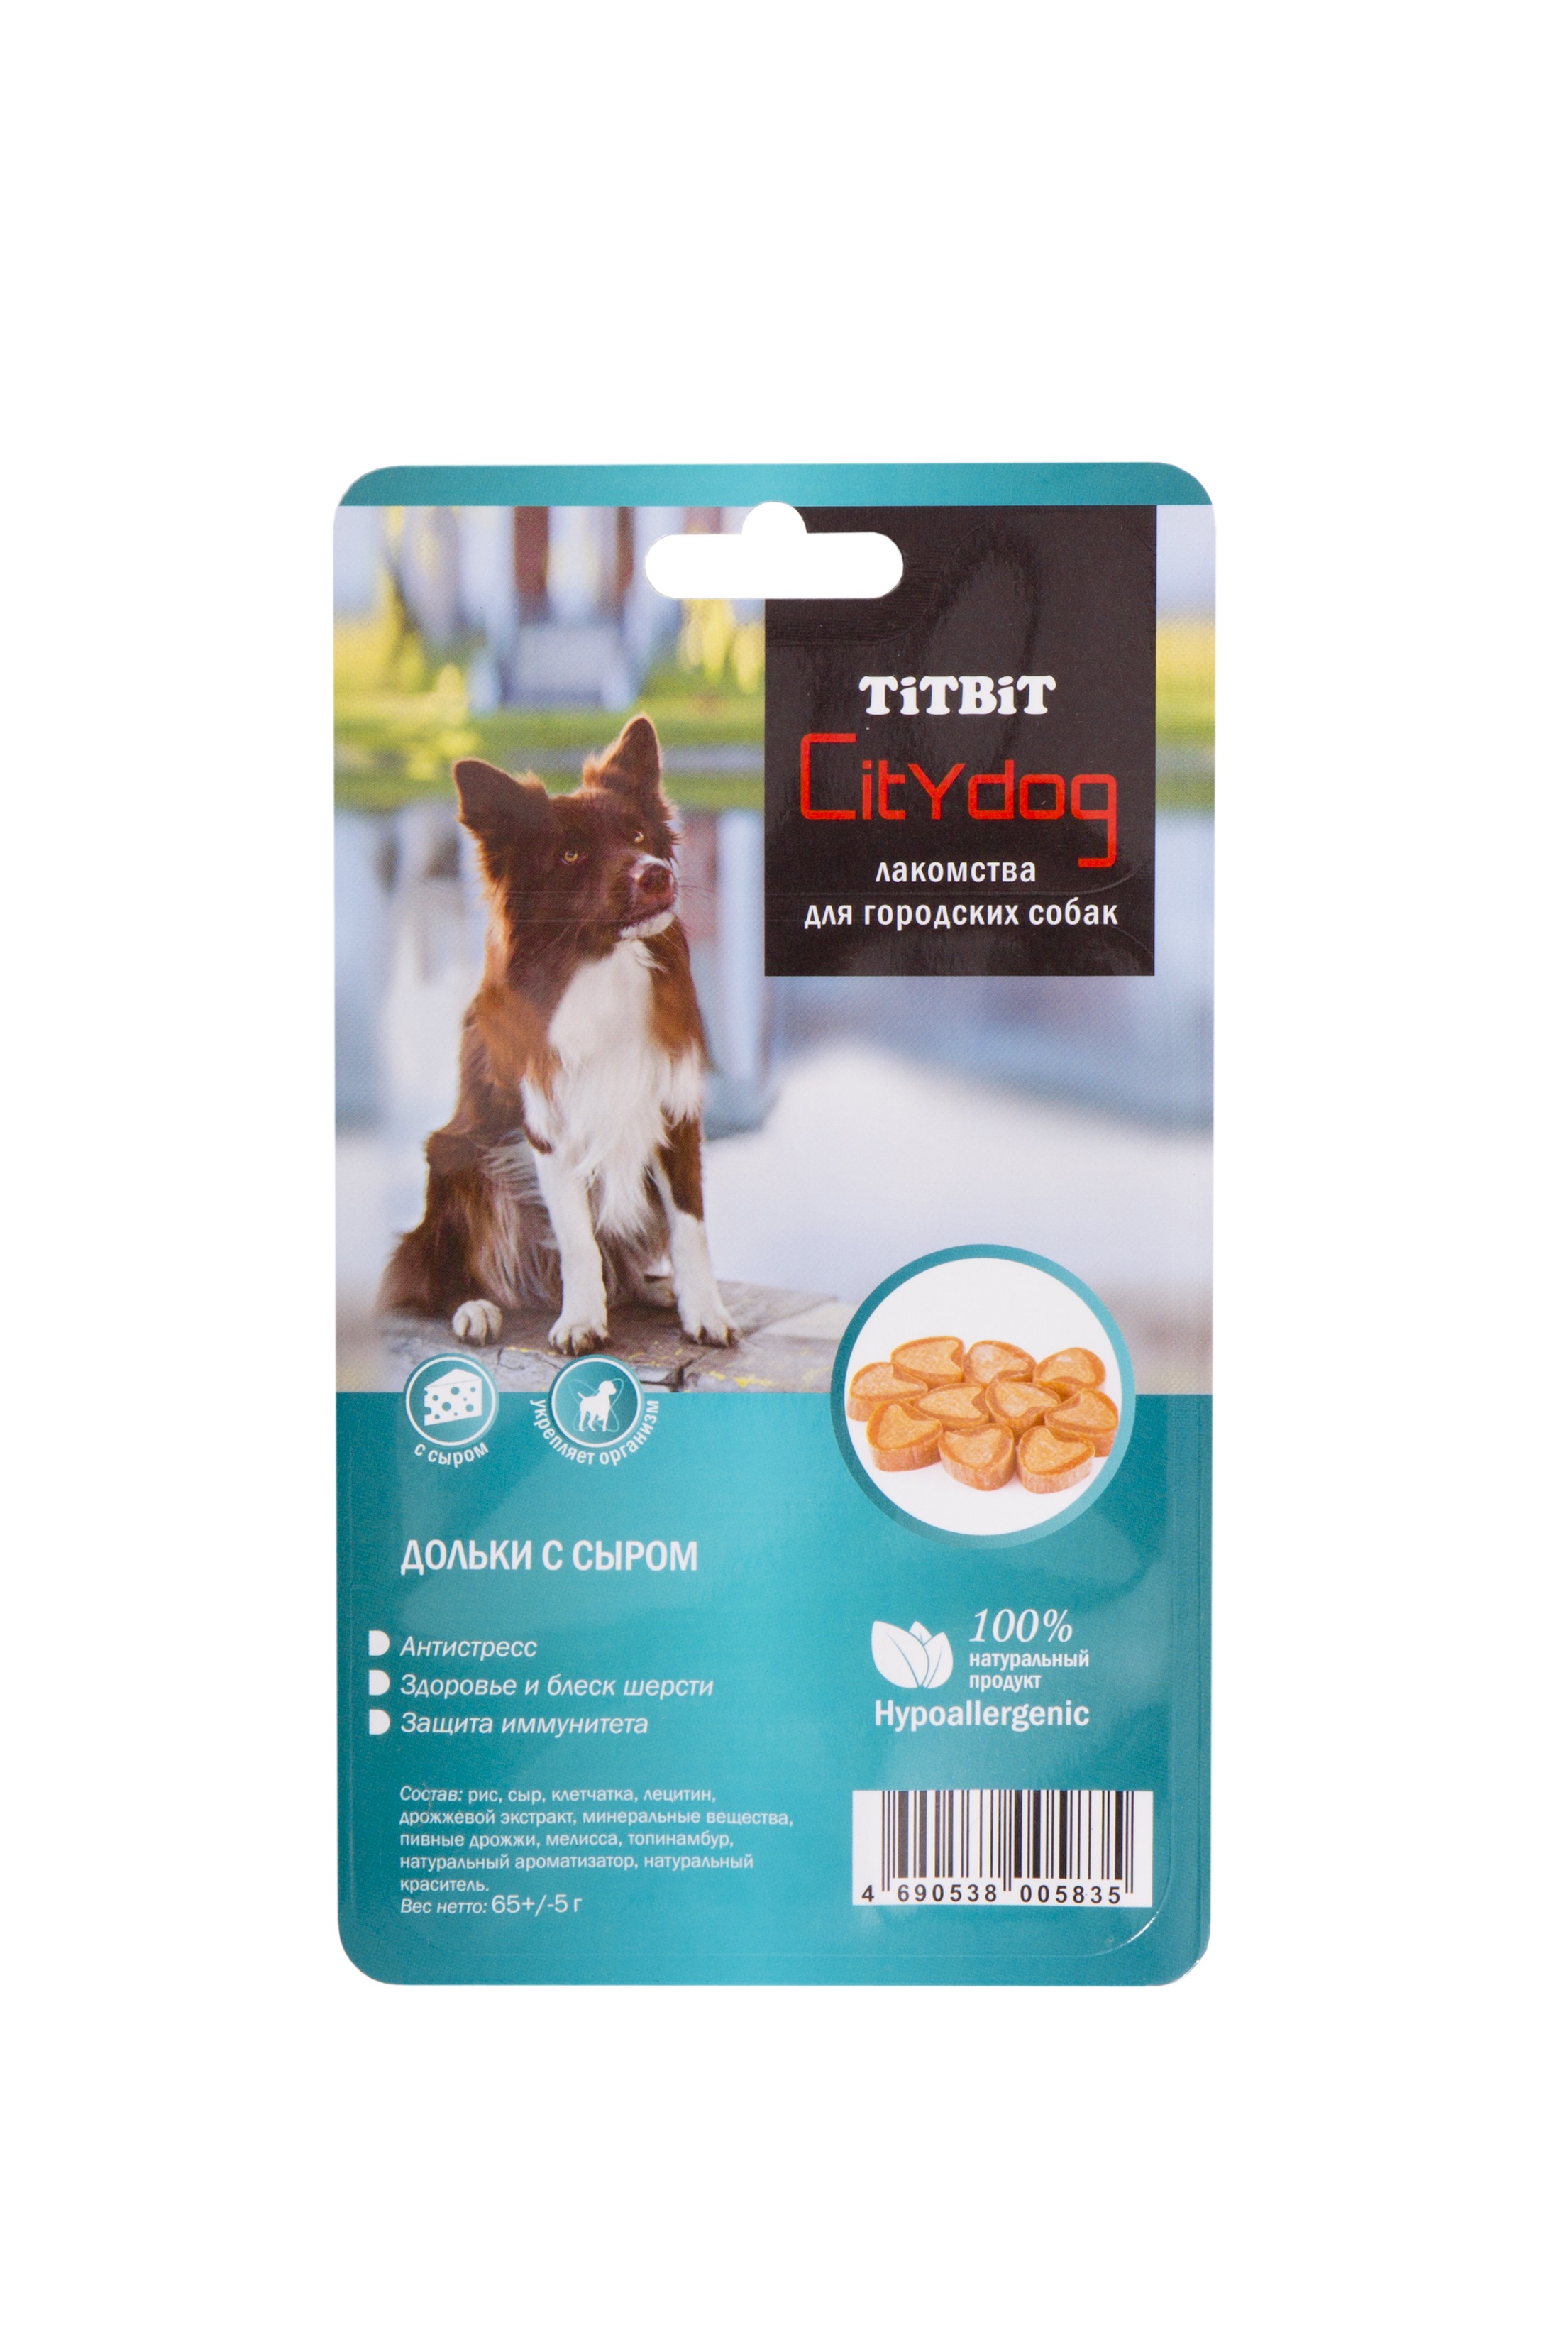 TiTBiT
CitYdog
лакомства
для городских собак
с сыром
укрепляет организм
ДОЛЬКИ С СЫРОМ
Антистресс
Здоровье и блеск шерсти
Защита иммунитета
100%
натуральный
продукт
Hypoallergenic
Состав: рис, сыр, клетчатка, лецитин,
дрожжевой экстракт, минеральные вещества,
пивные дрожжи, мелисса, топинамбур,
натуральный ароматизатор, натуральный
краситель.
Вес нетто: 65+/-5 г
4 690538 005835